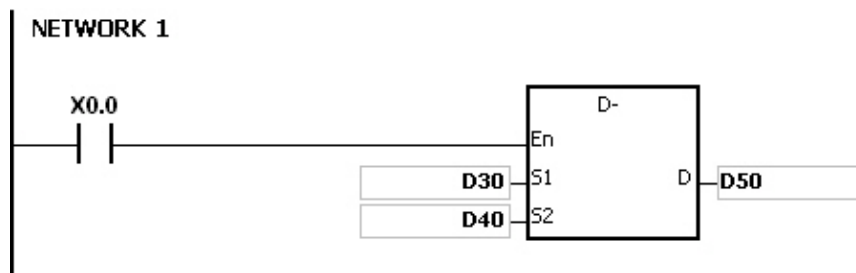 NETWORK 1
X0.0
D-
En
D30 S1 D D50
D40 S2